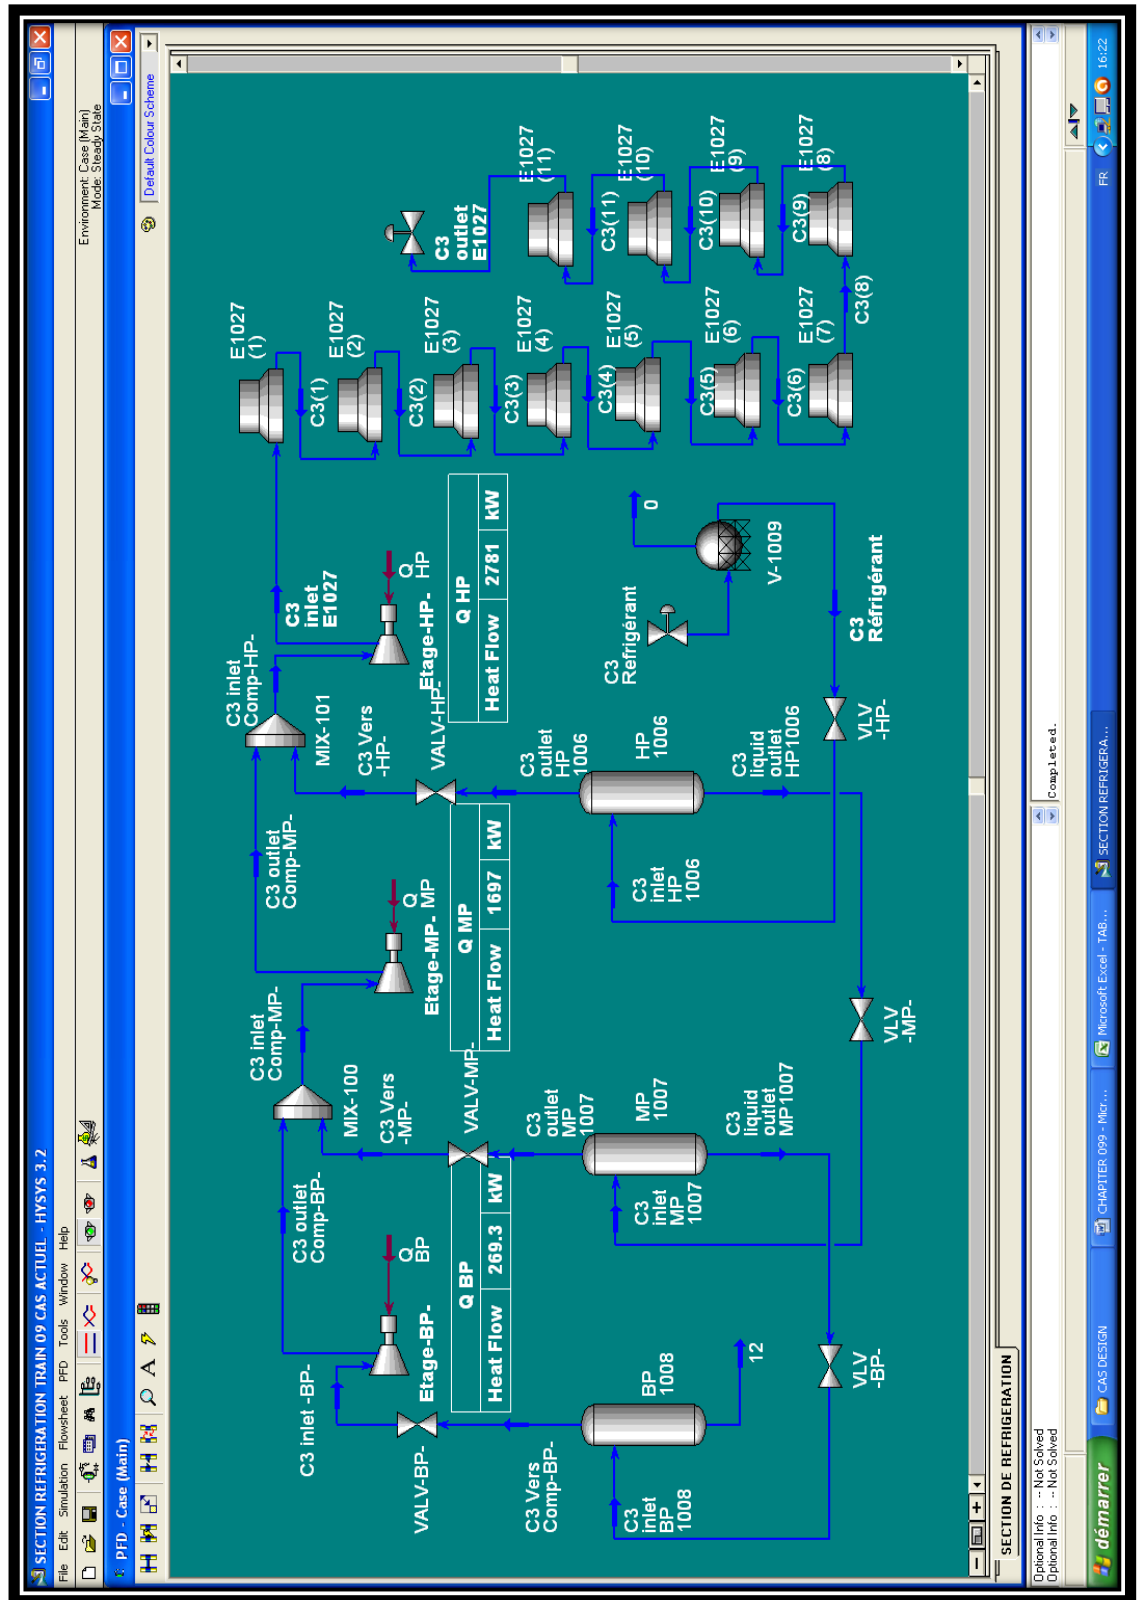 SECTION REFRIGERATION TRAIN 09 CAS ACTUEL - HYSYS 3.2
File Edit Simulation Flowsheet PFD Tools Window Help
Environment: Case (Main)
Mode: Steady State
PFD - Case (Main)
Default Colour Scheme
C3 inlet -BP-
VALV-BP-
C3 Vers
Comp-BP-
C3
inlet
BP
1008
BP
1008
12
VLV
-BP-
Etage-BP-
Q
BP
Q BP
Heat Flow 269.3 kW
C3 outlet
Comp-BP-
MIX-100
C3 Vers
-MP-
VALV-MP-
C3
outlet
MP
1007
C3
inlet
MP
1007
MP
1007
C3
liquid
outlet
MP1007
VLV
-MP-
C3 inlet
Comp-MP-
Etage-MP-
Q
MP
Q MP
Heat Flow 1697 kW
C3 outlet
Comp-MP-
C3 inlet
Comp-HP-
MIX-101
C3 Vers
-HP-
VALV-HP-
C3
outlet
HP
1006
C3
inlet
HP
1006
HP
1006
C3
liquid
outlet
HP1006
VLV
-HP-
Etage-HP-
Q
HP
Q HP
Heat Flow 2781 kW
C3
inlet
E1027
C3
Refrigérant
0
V-1009
C3
Réfrigérant
E1027
(1)
C3(1)
E1027
(2)
C3(2)
E1027
(3)
C3(3)
E1027
(4)
C3(4)
E1027
(5)
C3(5)
E1027
(6)
C3(6)
E1027
(7)
C3(8)
E1027
(8)
C3(9)
E1027
(9)
C3(10)
E1027
(10)
C3(11)
E1027
(11)
C3
outlet
E1027
SECTION DE REFRIGERATION
Optional Info : -- Not Solved
Optional Info : -- Not Solved
Completed.
démarrer
CAS DESIGN
CHAPITER 099 - Micr...
Microsoft Excel - TAB...
SECTION REFRIGERA...
FR
16:22